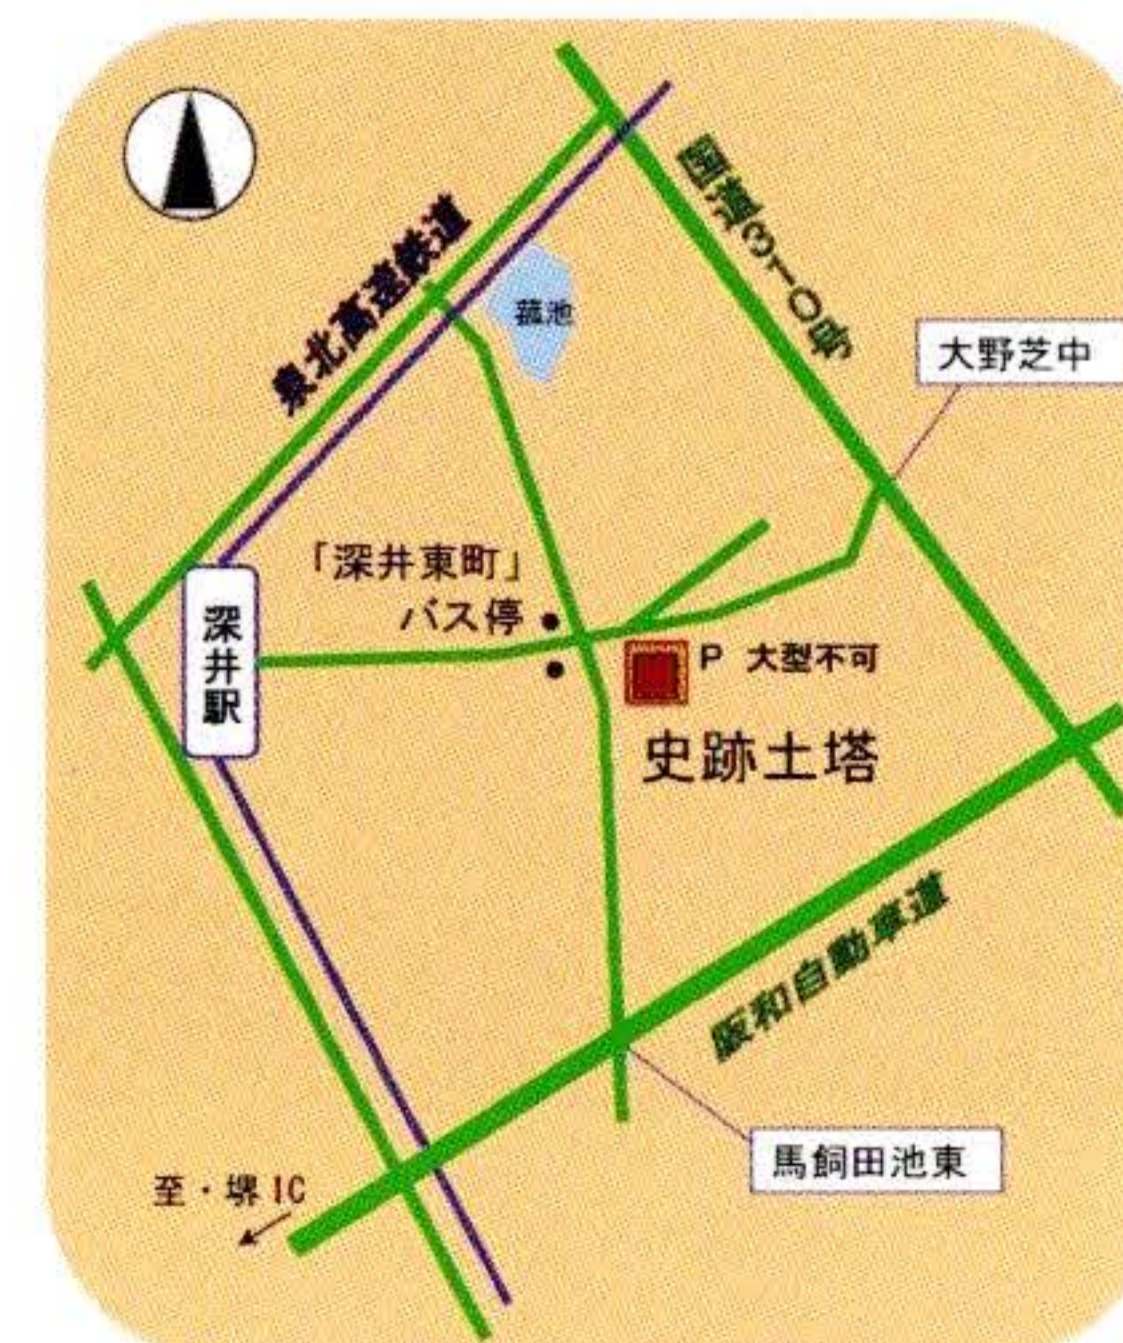 国道310号
泉北高速鉄道
菰池
大野芝中
「深井東町」
バス停
深井駅
P 大型不可
史跡土塔
阪和自動車道
馬飼田池東
至・堺IC